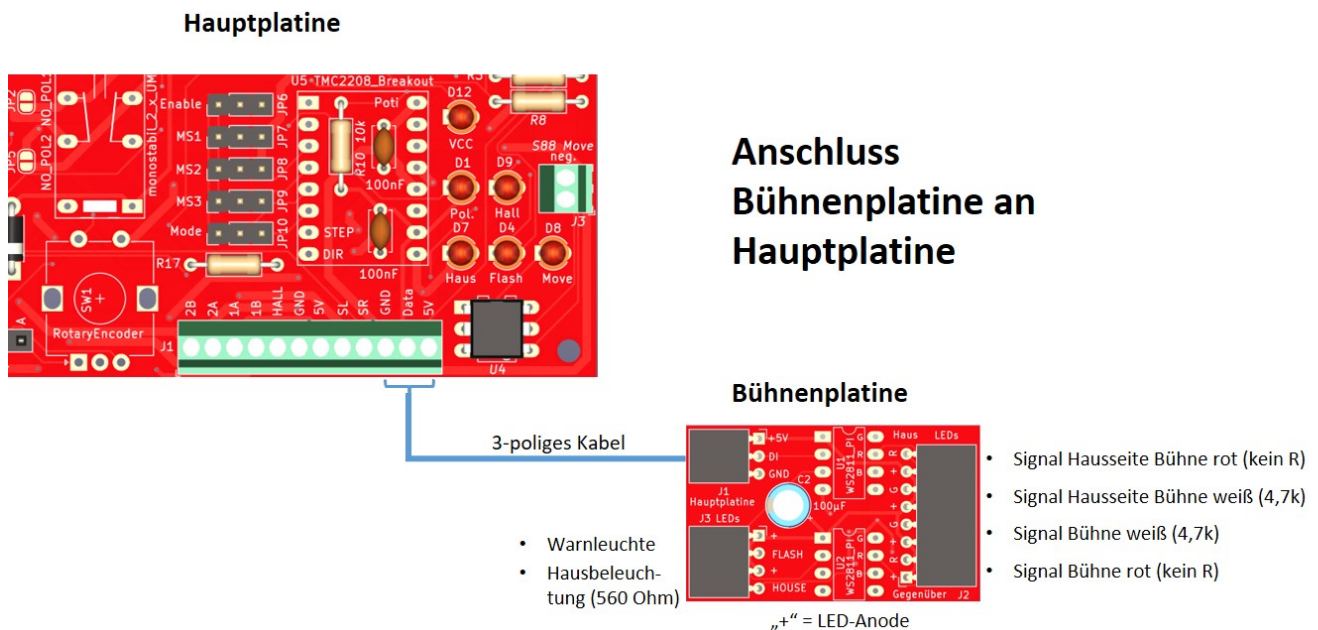 Hauptplatine
Anschluss
Bühnenplatine an
Hauptplatine
U5-TMC2208_Breakout
JP2
NO_POL1
JP5
NO_POL2
monostabil_2_x_UM
Enable
JP6
MS1
JP7
MS2
JP8
MS3
JP9
Mode
JP10
R17
Poti
R10 10k
100nF
STEP
DIR
100nF
D12
VCC
R8
S88 Move
neg.
J3
D1
D9
Pol.
Hall
D7
D4
D8
Haus
Flash
Move
SW1
RotaryEncoder
A
2B
2A
1A
1B
HALL
GND
5V
SL
SR
GND
Data
5V
J1
U4
3-poliges Kabel
Bühnenplatine
+5V
DI
GND
J1
Hauptplatine
J3 LEDs
C2
100µF
+
+
FLASH
+
HOUSE
U1
WS2811_PI
G
R
B
U2
WS2811_PI
G
R
B
Haus LEDs
R
+
G
+
G
+
R
+
Gegenüber J2
• Signal Hausseite Bühne rot (kein R)
• Signal Hausseite Bühne weiß (4,7k)
• Signal Bühne weiß (4,7k)
• Signal Bühne rot (kein R)
• Warnleuchte
• Hausbeleuch-
tung (560 Ohm)
„+“ = LED-Anode